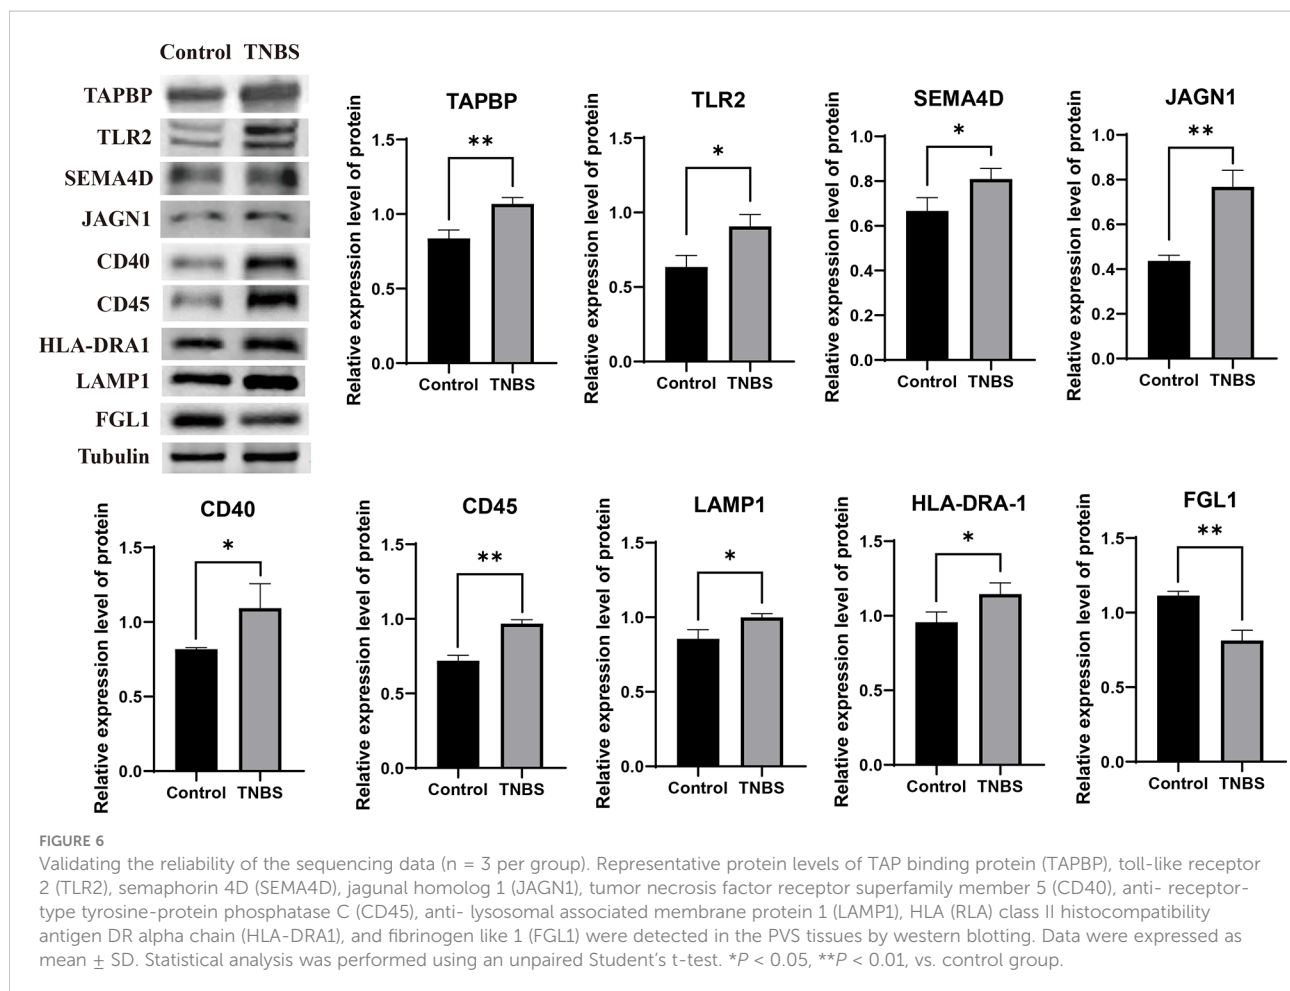 Control TNBS
TAPBP
TLR2
SEMA4D
JAGN1
CD40
CD45
HLA-DRA1
LAMP1
FGL1
Tubulin
TAPBP
Relative expression level of protein
1.5
1.0
0.5
0.0
**
Control TNBS
TLR2
Relative expression level of protein
1.5
1.0
0.5
0.0
*
Control TNBS
SEMA4D
Relative expression level of protein
1.0
0.8
0.6
0.4
0.2
0.0
*
Control TNBS
JAGN1
Relative expression level of protein
1.0
0.8
0.6
0.4
0.2
0.0
**
Control TNBS
CD40
Relative expression level of protein
1.5
1.0
0.5
0.0
*
Control TNBS
CD45
Relative expression level of protein
1.5
1.0
0.5
0.0
**
Control TNBS
LAMP1
Relative expression level of protein
1.5
1.0
0.5
0.0
*
Control TNBS
HLA-DRA-1
Relative expression level of protein
1.5
1.0
0.5
0.0
*
Control TNBS
FGL1
Relative expression level of protein
1.5
1.0
0.5
0.0
**
Control TNBS
FIGURE 6
Validating the reliability of the sequencing data (n = 3 per group). Representative protein levels of TAP binding protein (TAPBP), toll-like receptor
2 (TLR2), semaphorin 4D (SEMA4D), jagunal homolog 1 (JAGN1), tumor necrosis factor receptor superfamily member 5 (CD40), anti- receptor-
type tyrosine-protein phosphatase C (CD45), anti- lysosomal associated membrane protein 1 (LAMP1), HLA (RLA) class II histocompatibility
antigen DR alpha chain (HLA-DRA1), and fibrinogen like 1 (FGL1) were detected in the PVS tissues by western blotting. Data were expressed as
mean ± SD. Statistical analysis was performed using an unpaired Student's t-test. *P < 0.05, **P < 0.01, vs. control group.